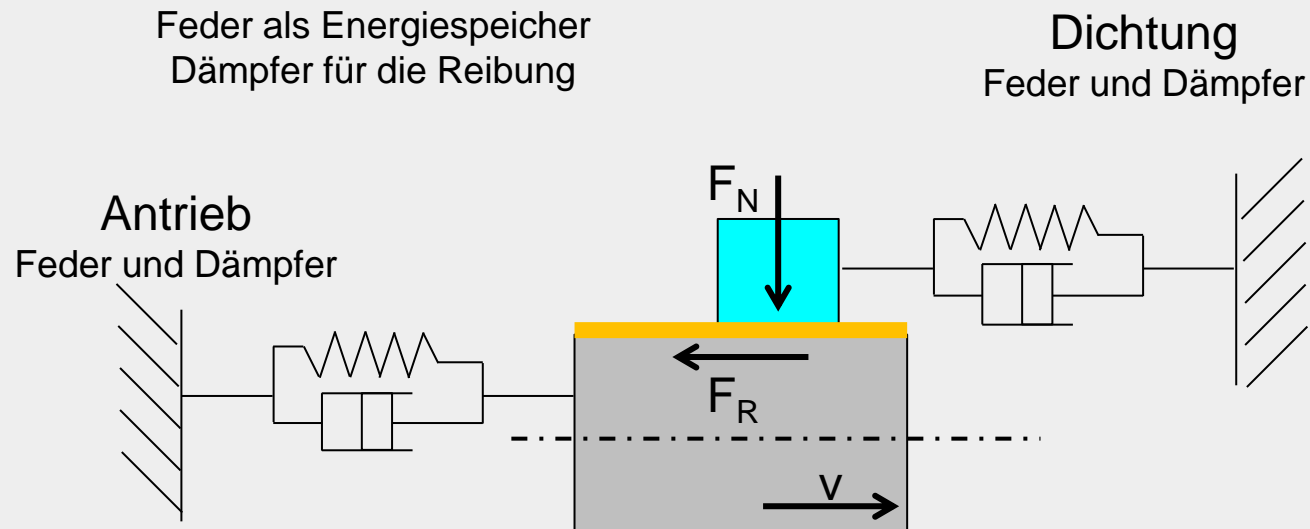 Feder als Energiespeicher
Dämpfer für die Reibung
Dichtung
Feder und Dämpfer
Antrieb
Feder und Dämpfer
F_N
F_R
v